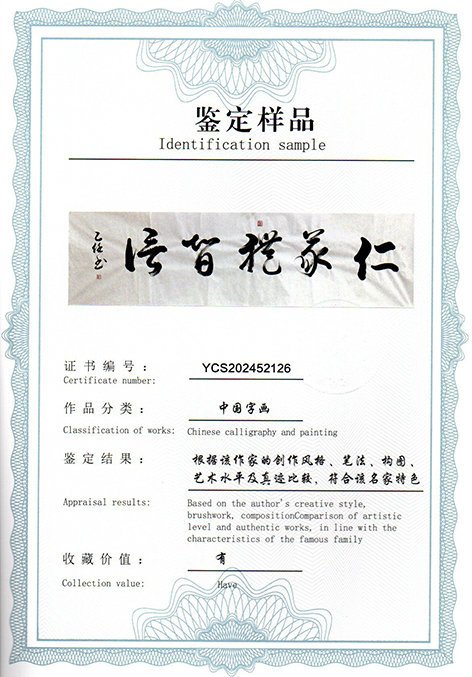 鉴定样品
Identification sample
仁义礼智信
乙任书
证书编号： YCS202452126
Certificate number:
作品分类： 中国字画
Classification of works: Chinese calligraphy and painting
鉴定结果： 根据该作家的创作风格、笔法、构图、
艺术水平及真迹比较，符合该名家特色
Appraisal results: Based on the author's creative style,
brushwork, compositionComparison of artistic
level and authentic works, in line with the
characteristics of the famous family
收藏价值： 有
Collection value: Have